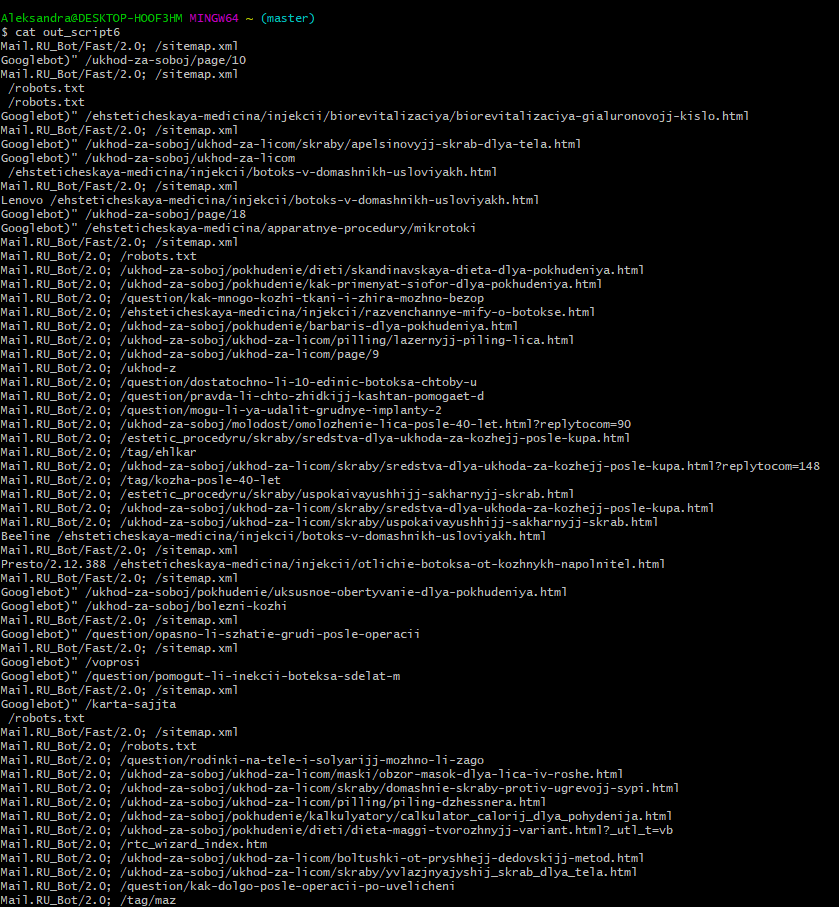 Aleksandra@DESKTOP-HOOF3HM MINGW64 ~ (master)
$ cat out_script6
Mail.RU_Bot/Fast/2.0; /sitemap.xml
Googlebot)" /ukhod-za-soboj/page/10
Mail.RU_Bot/Fast/2.0; /sitemap.xml
 /robots.txt
 /robots.txt
Googlebot)" /ehsteticheskaya-medicina/injekcii/biorevitalizaciya/biorevitalizaciya-gialuronovojj-kislo.html
Mail.RU_Bot/Fast/2.0; /sitemap.xml
Googlebot)" /ukhod-za-soboj/ukhod-za-licom/skraby/apelsinovyjj-skrab-dlya-tela.html
Googlebot)" /ukhod-za-soboj/ukhod-za-licom
 /ehsteticheskaya-medicina/injekcii/botoks-v-domashnikh-usloviyakh.html
Mail.RU_Bot/Fast/2.0; /sitemap.xml
Lenovo /ehsteticheskaya-medicina/injekcii/botoks-v-domashnikh-usloviyakh.html
Googlebot)" /ukhod-za-soboj/page/18
Googlebot)" /ehsteticheskaya-medicina/apparatnye-procedury/mikrotoki
Mail.RU_Bot/Fast/2.0; /sitemap.xml
Mail.RU_Bot/2.0; /robots.txt
Mail.RU_Bot/2.0; /ukhod-za-soboj/pokhudenie/dieti/skandinavskaya-dieta-dlya-pokhudeniya.html
Mail.RU_Bot/2.0; /ukhod-za-soboj/pokhudenie/kak-primenyat-siofor-dlya-pokhudeniya.html
Mail.RU_Bot/2.0; /question/kak-mnogo-kozhi-tkani-i-zhira-mozhno-bezop
Mail.RU_Bot/2.0; /ehsteticheskaya-medicina/injekcii/razvenchannye-mify-o-botokse.html
Mail.RU_Bot/2.0; /ukhod-za-soboj/pokhudenie/barbaris-dlya-pokhudeniya.html
Mail.RU_Bot/2.0; /ukhod-za-soboj/ukhod-za-licom/pilling/lazernyjj-piling-lica.html
Mail.RU_Bot/2.0; /ukhod-za-soboj/ukhod-za-licom/page/9
Mail.RU_Bot/2.0; /ukhod-z
Mail.RU_Bot/2.0; /question/dostatochno-li-10-edinic-botoksa-chtoby-u
Mail.RU_Bot/2.0; /question/pravda-li-chto-zhidkijj-kashtan-pomogaet-d
Mail.RU_Bot/2.0; /question/mogu-li-ya-udalit-grudnye-implanty-2
Mail.RU_Bot/2.0; /ukhod-za-soboj/molodost/omolozhenie-lica-posle-40-let.html?replytocom=90
Mail.RU_Bot/2.0; /estetic_procedyru/skraby/sredstva-dlya-ukhoda-za-kozhejj-posle-kupa.html
Mail.RU_Bot/2.0; /tag/ehlkar
Mail.RU_Bot/2.0; /ukhod-za-soboj/ukhod-za-licom/skraby/sredstva-dlya-ukhoda-za-kozhejj-posle-kupa.html?replytocom=148
Mail.RU_Bot/2.0; /tag/kozha-posle-40-let
Mail.RU_Bot/2.0; /estetic_procedyru/skraby/uspokaivayushhijj-sakharnyjj-skrab.html
Mail.RU_Bot/2.0; /ukhod-za-soboj/ukhod-za-licom/skraby/sredstva-dlya-ukhoda-za-kozhejj-posle-kupa.html
Mail.RU_Bot/2.0; /ukhod-za-soboj/ukhod-za-licom/skraby/uspokaivayushhijj-sakharnyjj-skrab.html
Beeline /ehsteticheskaya-medicina/injekcii/botoks-v-domashnikh-usloviyakh.html
Mail.RU_Bot/Fast/2.0; /sitemap.xml
Presto/2.12.388 /ehsteticheskaya-medicina/injekcii/otlichie-botoksa-ot-kozhnykh-napolnitel.html
Mail.RU_Bot/Fast/2.0; /sitemap.xml
Googlebot)" /ukhod-za-soboj/pokhudenie/uksusnoe-obertyvanie-dlya-pokhudeniya.html
Googlebot)" /ukhod-za-soboj/bolezni-kozhi
Mail.RU_Bot/Fast/2.0; /sitemap.xml
Googlebot)" /question/opasno-li-szhatie-grudi-posle-operacii
Mail.RU_Bot/Fast/2.0; /sitemap.xml
Googlebot)" /voprosi
Googlebot)" /question/pomogut-li-inekcii-boteksa-sdelat-m
Mail.RU_Bot/Fast/2.0; /sitemap.xml
Googlebot)" /karta-sajjta
 /robots.txt
Mail.RU_Bot/Fast/2.0; /sitemap.xml
Mail.RU_Bot/2.0; /robots.txt
Mail.RU_Bot/2.0; /question/rodinki-na-tele-i-solyarijj-mozhno-li-zago
Mail.RU_Bot/2.0; /ukhod-za-soboj/ukhod-za-licom/maski/obzor-masok-dlya-lica-iv-roshe.html
Mail.RU_Bot/2.0; /ukhod-za-soboj/ukhod-za-licom/skraby/domashnie-skraby-protiv-ugrevojj-sypi.html
Mail.RU_Bot/2.0; /ukhod-za-soboj/ukhod-za-licom/pilling/piling-dzhessnera.html
Mail.RU_Bot/2.0; /ukhod-za-soboj/pokhudenie/kalkulyatory/calkulator_calorij_dlya_pohydenija.html
Mail.RU_Bot/2.0; /ukhod-za-soboj/pokhudenie/dieti/dieta-maggi-tvorozhnyjj-variant.html?_utl_t=vb
Mail.RU_Bot/2.0; /rtc_wizard_index.htm
Mail.RU_Bot/2.0; /ukhod-za-soboj/ukhod-za-licom/boltushki-ot-pryshhejj-dedovskijj-metod.html
Mail.RU_Bot/2.0; /ukhod-za-soboj/ukhod-za-licom/skraby/yvlazjnyajyshij_skrab_dlya_tela.html
Mail.RU_Bot/2.0; /question/kak-dolgo-posle-operacii-po-uvelicheni
Mail.RU_Bot/2.0; /tag/maz